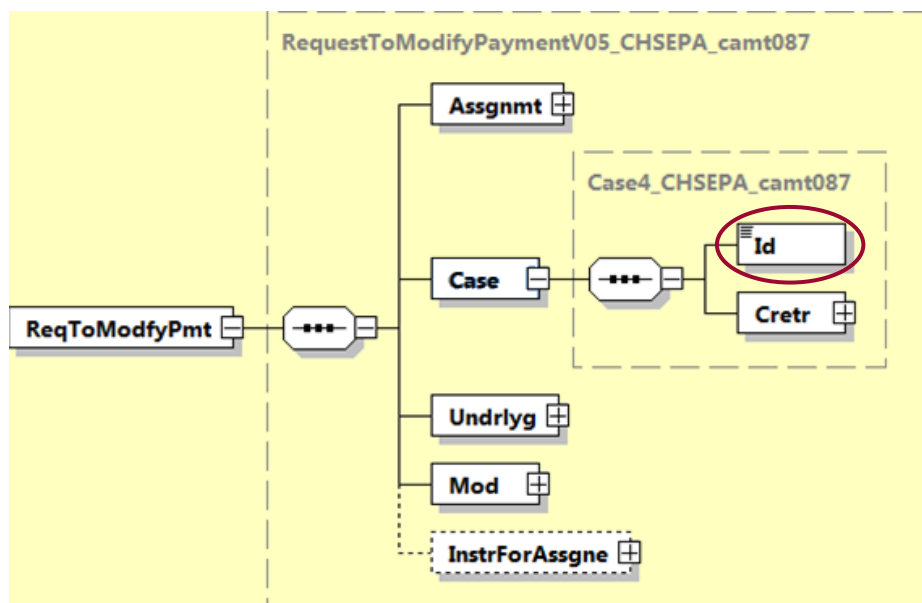 RequestToModifyPaymentV05_CHSEPA_camt087
Assgnmt
Case4_CHSEPA_camt087
Id
Case
Cretr
ReqToModfyPmt
Undrlyg
Mod
InstrForAssgne